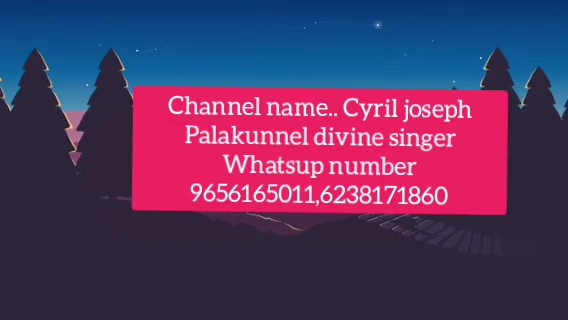 Channel name.. Cyril joseph
Palakunnel divine singer
Whatsup number
9656165011,6238171860